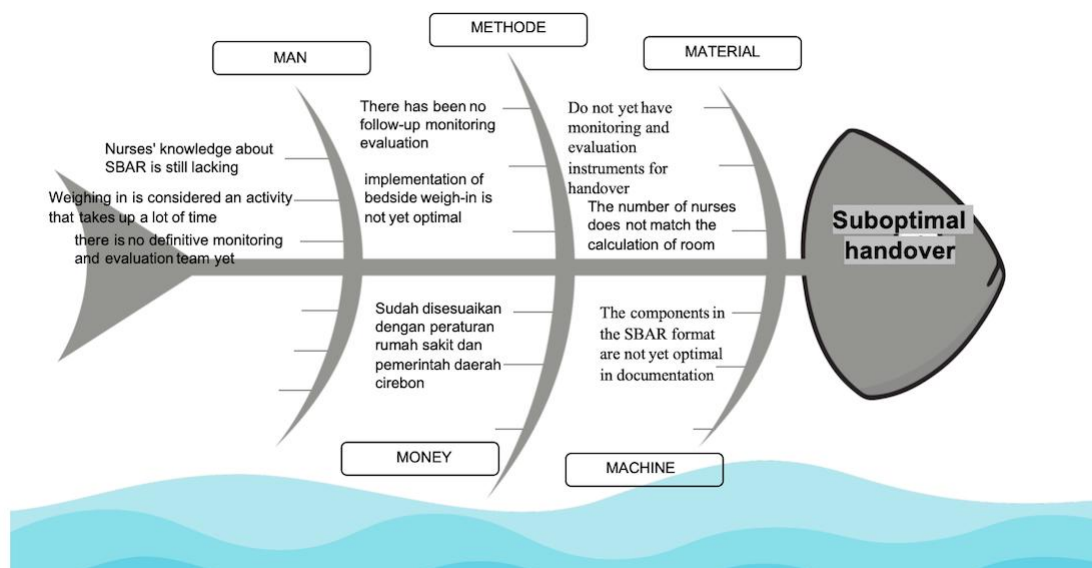 MAN
METHODE
MATERIAL
Nurses' knowledge about
SBAR is still lacking
Weighing in is considered an activity
that takes up a lot of time
there is no definitive monitoring
and evaluation team yet
There has been no
follow-up monitoring
evaluation
implementation of
bedside weigh-in is
not yet optimal
Do not yet have
monitoring and
evaluation
instruments for
handover
The number of nurses
does not match the
calculation of room
Suboptimal
handover
Sudah disesuaikan
dengan peraturan
rumah sakit dan
pemerintah daerah
cirebon
The components in
the SBAR format
are not yet optimal
in documentation
MONEY
MACHINE